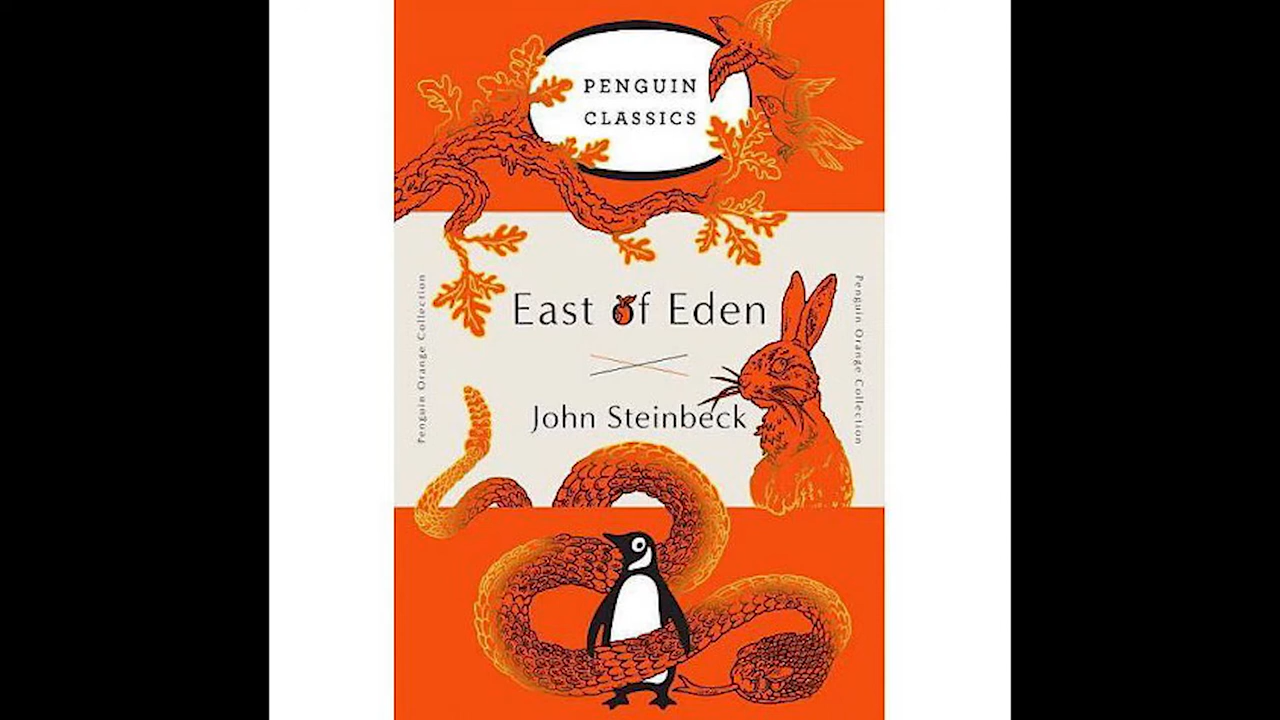 PENGUIN
CLASSICS
East of Eden
John Steinbeck
Penguin Orange Collection
Penguin Orange Collection